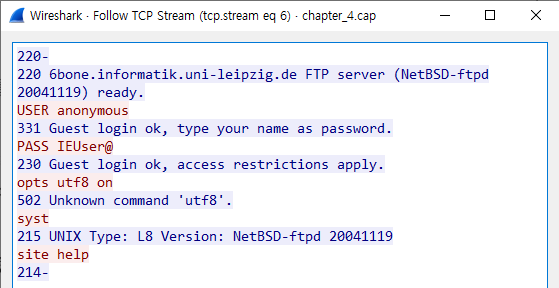 Wireshark · Follow TCP Stream (tcp.stream eq 6) · chapter_4.cap
220-
220 6bone.informatik.uni-leipzig.de FTP server (NetBSD-ftpd
20041119) ready.
USER anonymous
331 Guest login ok, type your name as password.
PASS IEUser@
230 Guest login ok, access restrictions apply.
opts utf8 on
502 Unknown command 'utf8'.
syst
215 UNIX Type: L8 Version: NetBSD-ftpd 20041119
site help
214-